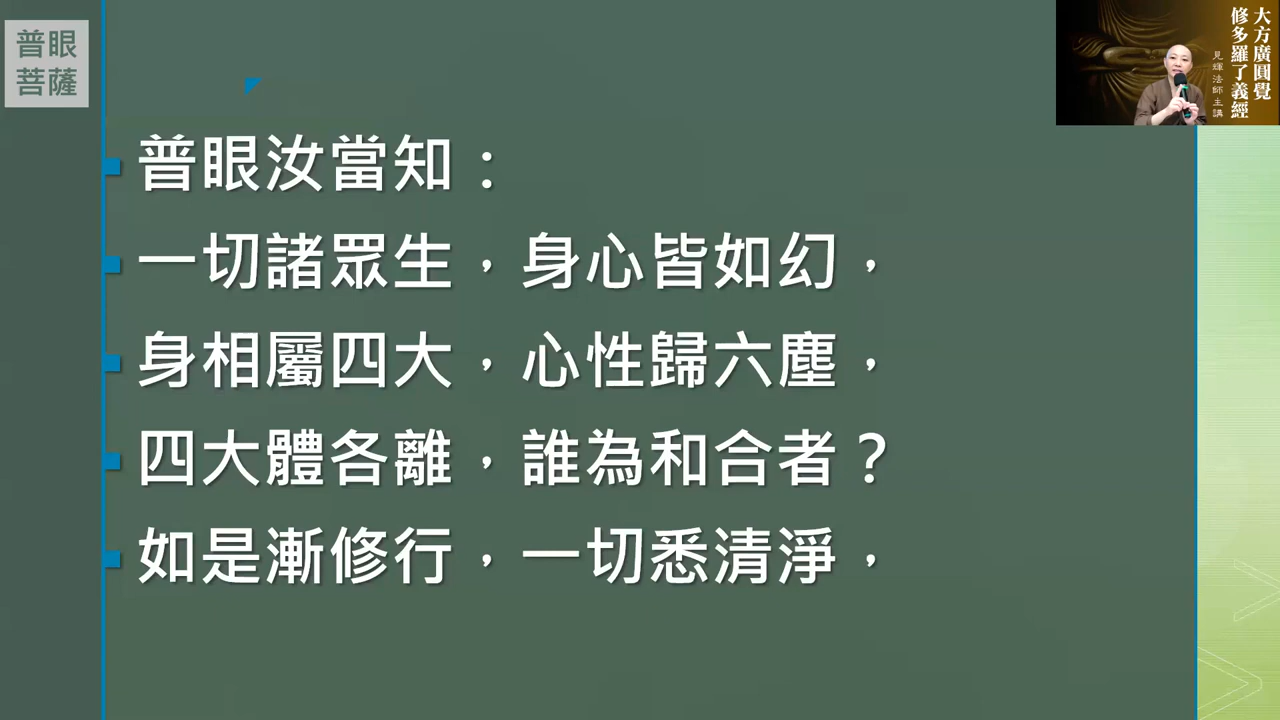 普眼
菩薩
普眼汝當知：
一切諸眾生，身心皆如幻，
身相屬四大，心性歸六塵，
四大體各離，誰為和合者？
如是漸修行，一切悉清淨，
大方廣圓覺
修多羅了義經
見輝法師主講